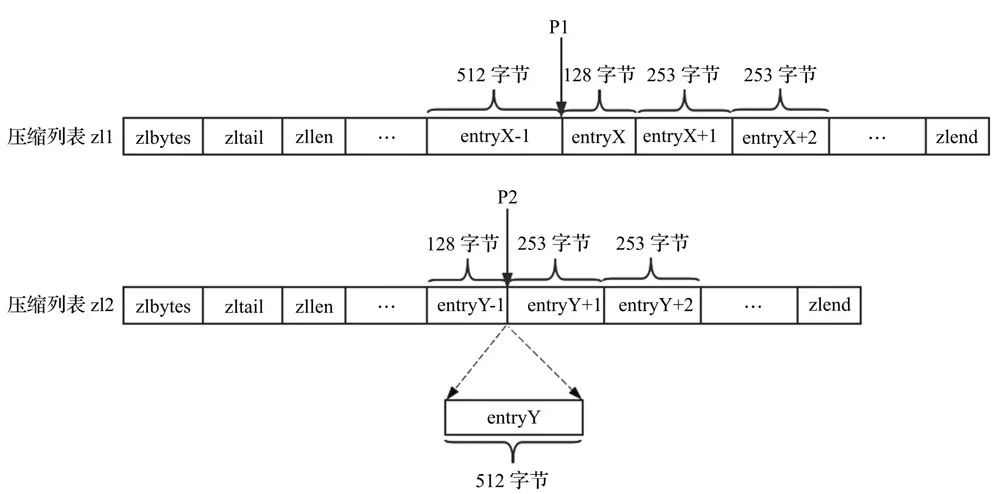 P1
512 字节 128 字节 253 字节 253 字节
压缩列表 zl1 zlbytes zltail zllen … entryX-1 entryX entryX+1 entryX+2 … zlend
P2
128 字节 253 字节 253 字节
压缩列表 zl2 zlbytes zltail zllen … entryY-1 entryY+1 entryY+2 … zlend
entryY
512 字节